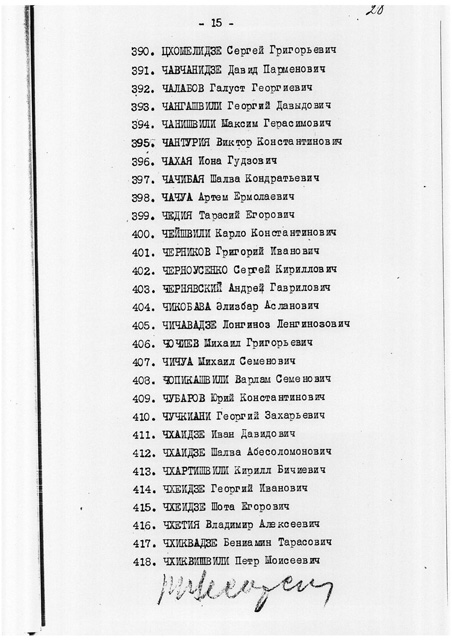 20
- 15 -
390. ЦХОМЕЛИДЗЕ Сергей Григорьевич
391. ЧАВЧАНИДЗЕ Давид Парменович
392. ЧАЛАБОВ Галуст Георгиевич
393. ЧАНГАШВИЛИ Георгий Давыдович
394. ЧАНИШВИЛИ Максим Герасимович
395. ЧАНТУРИЯ Виктор Константинович
396. ЧАХАЯ Иона Гудзович
397. ЧАЧИБАЯ Шалва Кондратьевич
398. ЧАЧУА Артем Ермолаевич
399. ЧЕДИЯ Тарасий Егорович
400. ЧЕЙШВИЛИ Карло Константинович
401. ЧЕРНИКОВ Григорий Иванович
402. ЧЕРНОУСЕНКО Сергей Кириллович
403. ЧЕРНЯВСКИЙ Андрей Гаврилович
404. ЧИКОБАВА Элизбар Асланович
405. ЧИЧАВАДЗЕ Лонгиноз Ленгинозович
406. ЧОЧИЕВ Михаил Григорьевич
407. ЧИЧУА Михаил Семенович
408. ЧОПИКАШВИЛИ Варлам Семенович
409. ЧУБАРОВ Юрий Константинович
410. ЧУЧКИАНИ Георгий Захарьевич
411. ЧХАИДЗЕ Иван Давидович
412. ЧХАИДЗЕ Шалва Абесоломонович
413. ЧХАРТИШВИЛИ Кирилл Бичиевич
414. ЧХЕИДЗЕ Георгий Иванович
415. ЧХЕИДЗЕ Шота Егорович
416. ЧХЕТИЯ Владимир Алексеевич
417. ЧХИКВАДЗЕ Бениамин Тарасович
418. ЧХИКВИШВИЛИ Петр Моисеевич